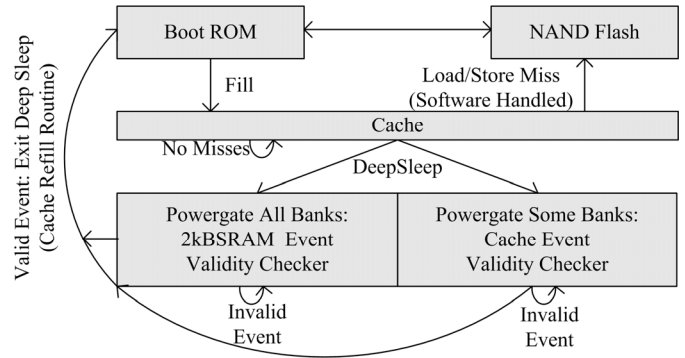 Boot ROM
NAND Flash
Fill
Load/Store Miss
(Software Handled)
Cache
No Misses
DeepSleep
Powergate All Banks:
2kBSRAM Event
Validity Checker
Powergate Some Banks:
Cache Event
Validity Checker
Invalid
Event
Invalid
Event
Valid Event: Exit Deep Sleep
(Cache Refill Routine)